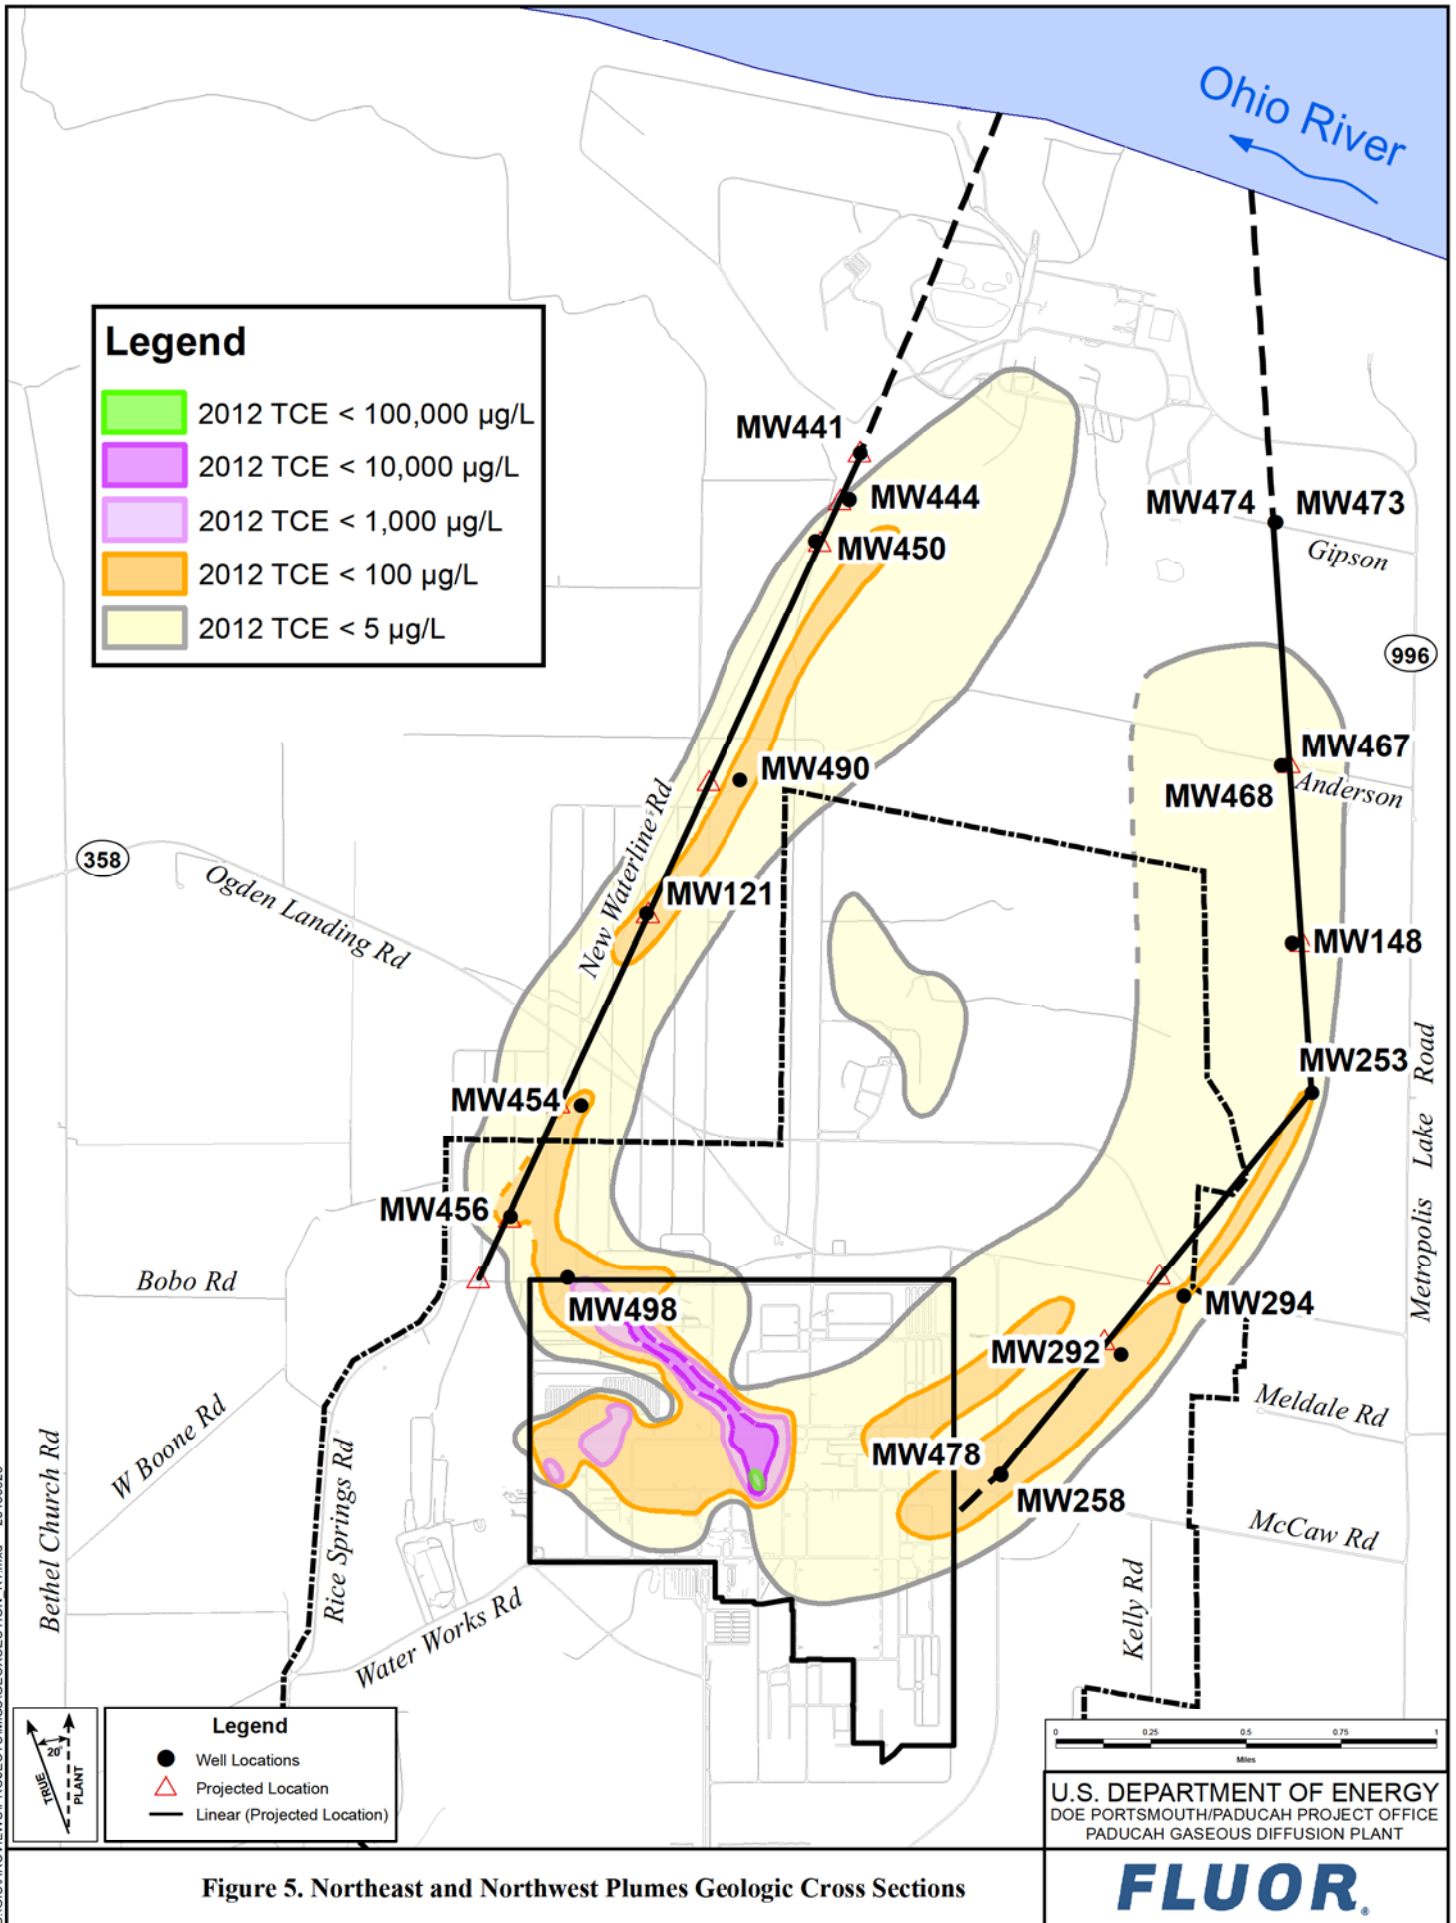 Ohio River
Legend
2012 TCE < 100,000 µg/L
2012 TCE < 10,000 µg/L
2012 TCE < 1,000 µg/L
2012 TCE < 100 µg/L
2012 TCE < 5 µg/L
MW441
MW444
MW450
MW474
MW473
Gipson
996
MW467
Anderson
MW468
MW490
New Waterline Rd
358
Ogden Landing Rd
MW121
MW148
MW253
MW454
MW456
Metropolis Lake Road
Bobo Rd
MW498
MW294
MW292
Meldale Rd
W Boone Rd
Bethel Church Rd
Rice Springs Rd
MW478
MW258
McCaw Rd
Kelly Rd
Water Works Rd
20°
TRUE
PLANT
Legend
Well Locations
Projected Location
Linear (Projected Location)
0 0.25 0.5 0.75 1
Miles
U.S. DEPARTMENT OF ENERGY
DOE PORTSMOUTH/PADUCAH PROJECT OFFICE
PADUCAH GASEOUS DIFFUSION PLANT
Figure 5. Northeast and Northwest Plumes Geologic Cross Sections
FLUOR®